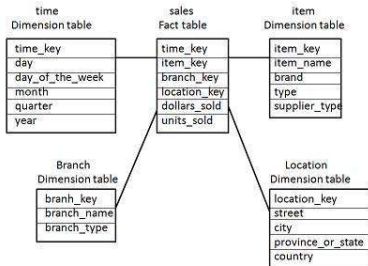 time
Dimension table
time_key
day
day_of_the_week
month
quarter
year
sales
Fact table
time_key
item_key
branch_key
location_key
dollars_sold
units_sold
item
Dimension table
item_key
item_name
brand
type
supplier_type
Branch
Dimension table
branh_key
branch_name
branch_type
Location
Dimension table
location_key
street
city
province_or_state
country